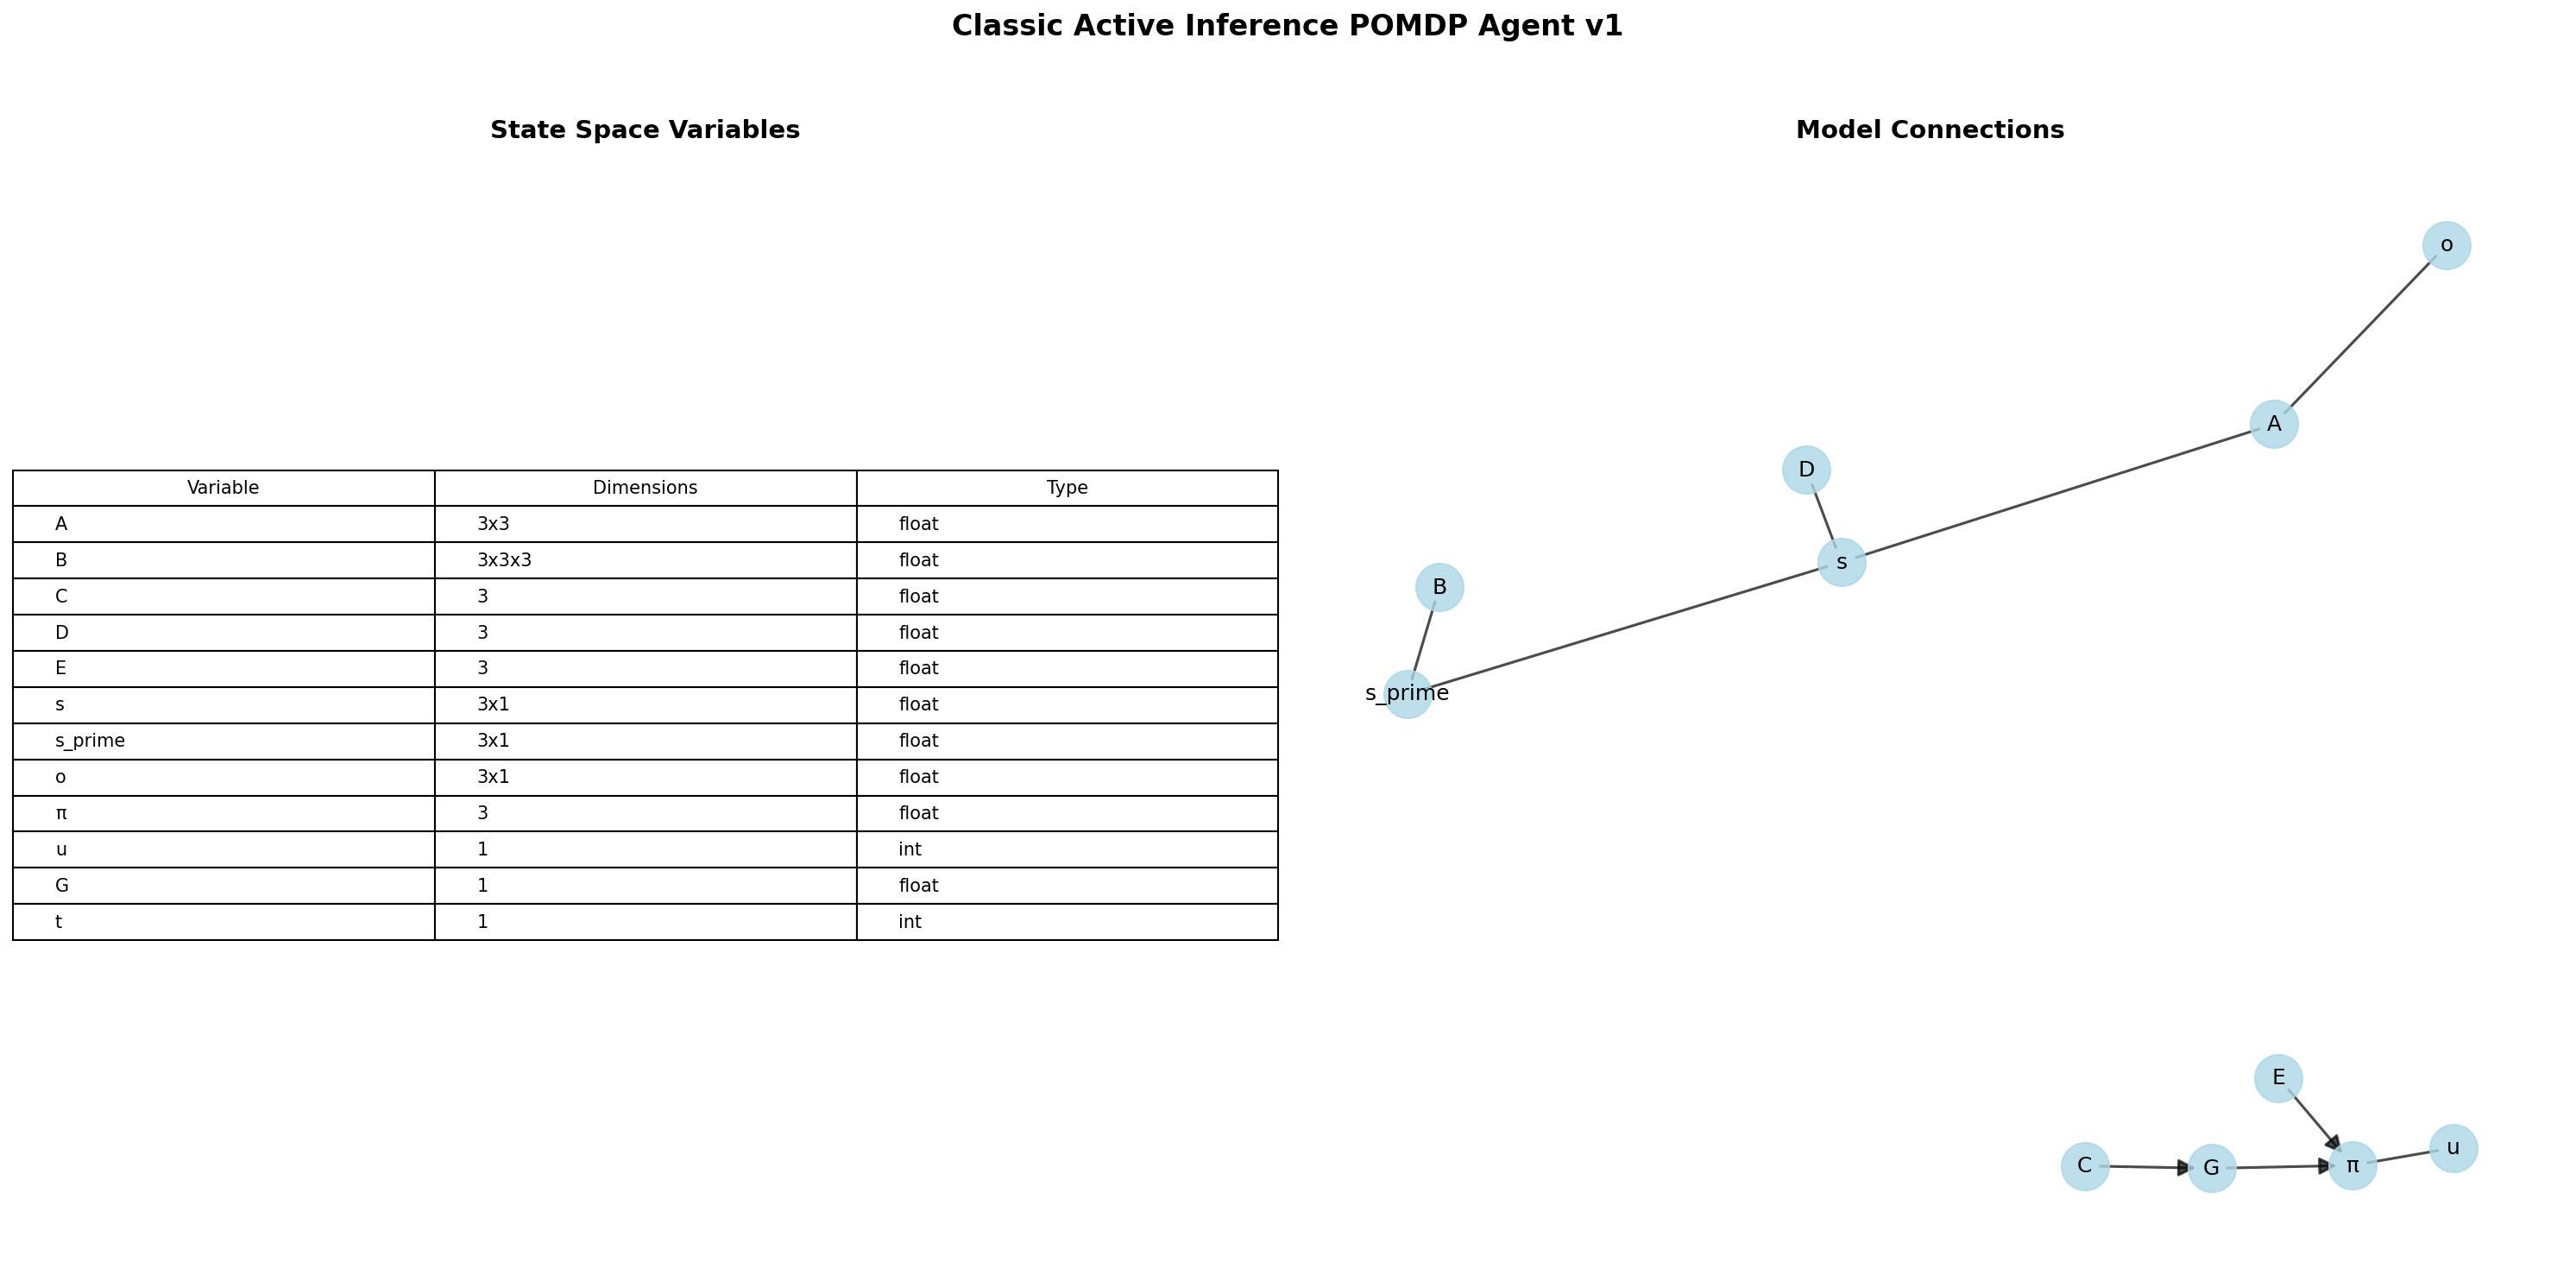 Classic Active Inference POMDP Agent v1
State Space Variables
Variable Dimensions Type
A 3x3 float
B 3x3x3 float
C 3 float
D 3 float
E 3 float
s 3x1 float
s_prime 3x1 float
o 3x1 float
π 3 float
u 1 int
G 1 float
t 1 int
Model Connections
o
A
D
s
B
s_prime
E
u
C
G
π